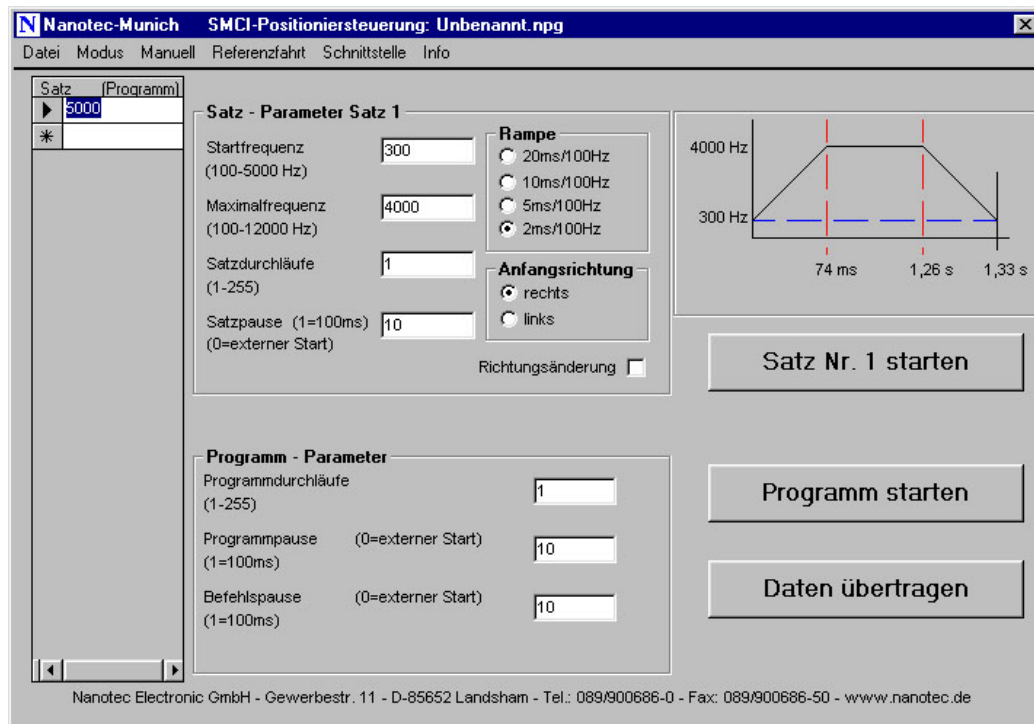 N Nanotec-Munich SMCI-Positioniersteuerung: Unbenannt.npg
Datei Modus Manuell Referenzfahrt Schnittstelle Info
Satz (Programm)
5000
Satz - Parameter Satz 1
Startfrequenz
(100-5000 Hz)
300
Maximalfrequenz
(100-12000 Hz)
4000
Satzdurchläufe
(1-255)
1
Satzpause (1=100ms)
(0=externer Start)
10
Rampe
20ms/100Hz
10ms/100Hz
5ms/100Hz
2ms/100Hz
Anfangsrichtung
rechts
links
Richtungsänderung
4000 Hz
300 Hz
74 ms 1,26 s 1,33 s
Satz Nr. 1 starten
Programm - Parameter
Programmdurchläufe
(1-255)
1
Programmpause (0=externer Start)
(1=100ms)
10
Befehlspause (0=externer Start)
(1=100ms)
10
Programm starten
Daten übertragen
Nanotec Electronic GmbH - Gewerbestr. 11 - D-85652 Landsham - Tel.: 089/900686-0 - Fax: 089/900686-50 - www.nanotec.de